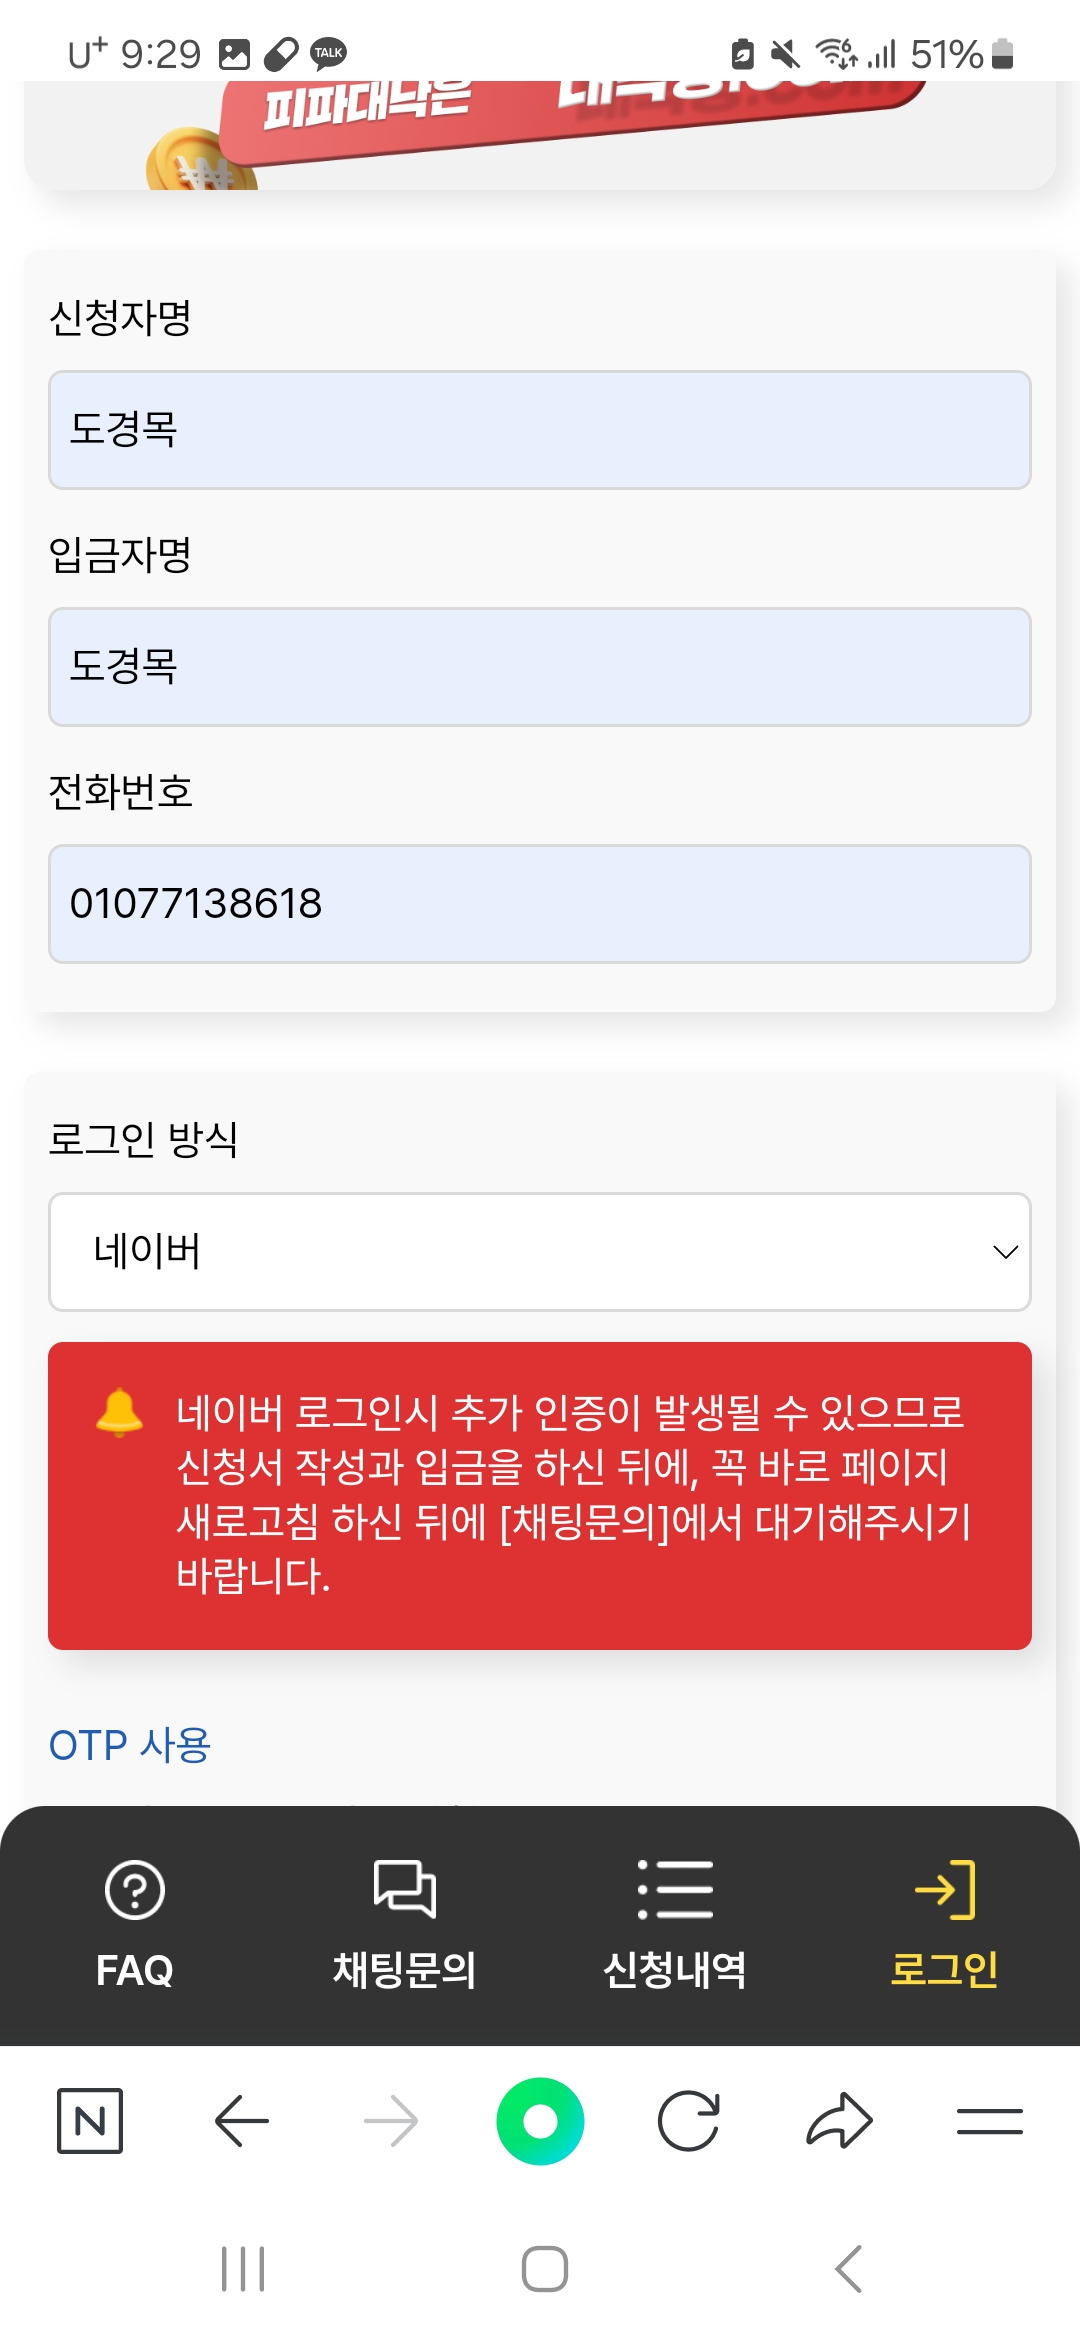 U+ 9:29 TALK 6 51%
피파대낙은
신청자명
도경목
입금자명
도경목
전화번호
01077138618
로그인 방식
네이버
네이버 로그인시 추가 인증이 발생될 수 있으므로
신청서 작성과 입금을 하신 뒤에, 꼭 바로 페이지
새로고침 하신 뒤에 [채팅문의]에서 대기해주시기
바랍니다.
OTP 사용
FAQ
채팅문의
신청내역
로그인
N